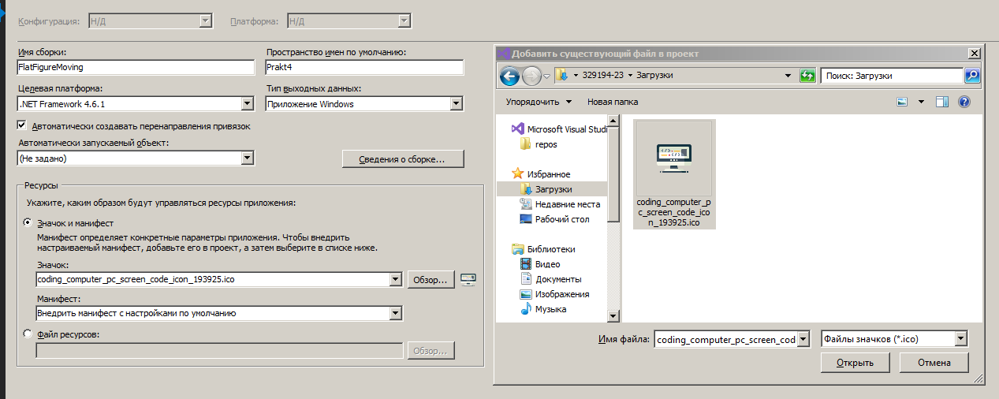 Конфигурация: Н/Д Платформа: Н/Д
Имя сборки: Пространство имен по умолчанию:
FlatFigureMoving Prakt4
Целевая платформа: Тип выходных данных:
.NET Framework 4.6.1 Приложение Windows
Автоматически создавать перенаправления привязок
Автоматически запускаемый объект:
(Не задано) Сведения о сборке...
Ресурсы
Укажите, каким образом будут управляться ресурсы приложения:
Значок и манифест
Манифест определяет конкретные параметры приложения. Чтобы внедрить
настраиваемый манифест, добавьте его в проект, а затем выберите в списке ниже.
Значок:
coding_computer_pc_screen_code_icon_193925.ico Обзор...
Манифест:
Внедрить манифест с настройками по умолчанию
Файл ресурсов:
Обзор...
Добавить существующий файл в проект
329194-23 Загрузки Поиск: Загрузки
Упорядочить Новая папка
Microsoft Visual Studi
repos
Избранное
Загрузки
Недавние места
Рабочий стол
Библиотеки
Видео
Документы
Изображения
Музыка
coding_computer_p
c_screen_code_ico
n_193925.ico
Имя файла: coding_computer_pc_screen_cod Файлы значков (*.ico)
Открыть Отмена